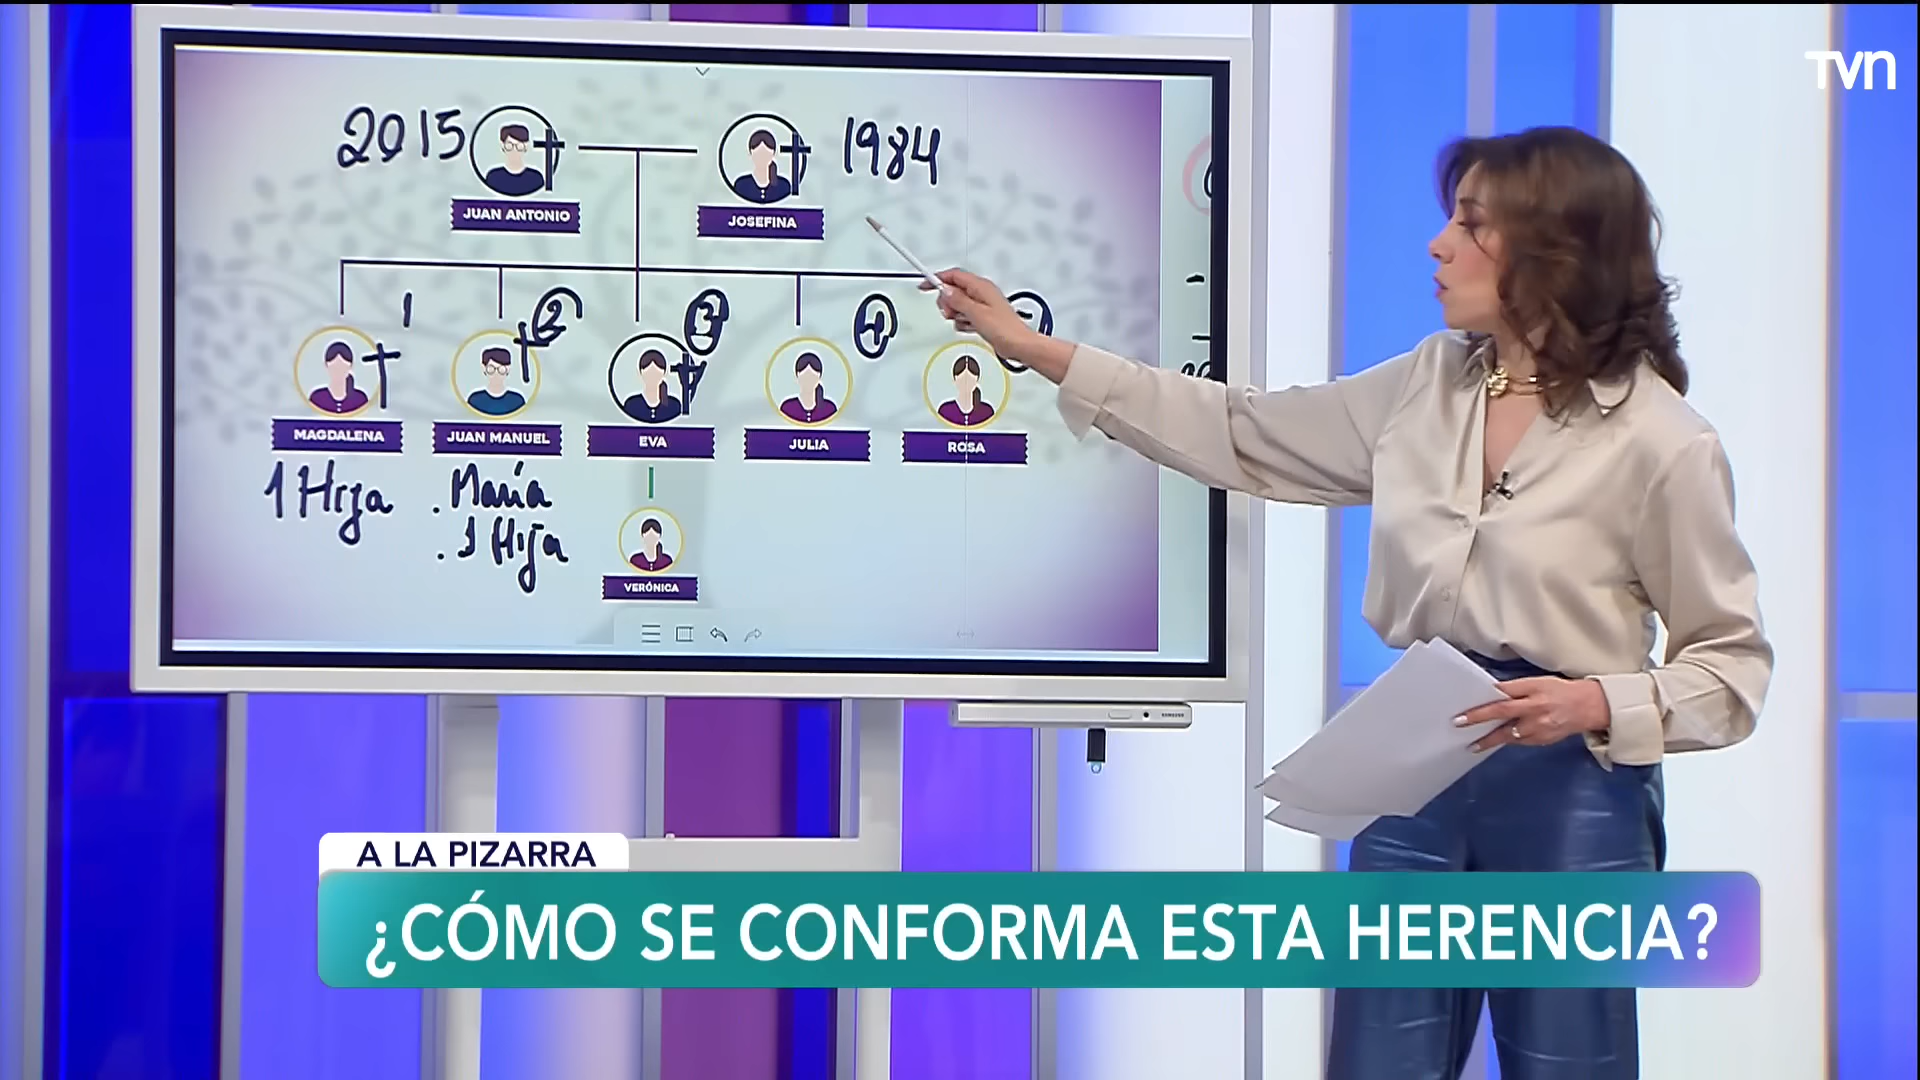 TVN
2015
1984
JUAN ANTONIO
JOSEFINA
1
2
3
4
MAGDALENA
JUAN MANUEL
EVA
JULIA
ROSA
1 Hija
. María
. 1 Hija
VERÓNICA
SAMSUNG
A LA PIZARRA
¿CÓMO SE CONFORMA ESTA HERENCIA?